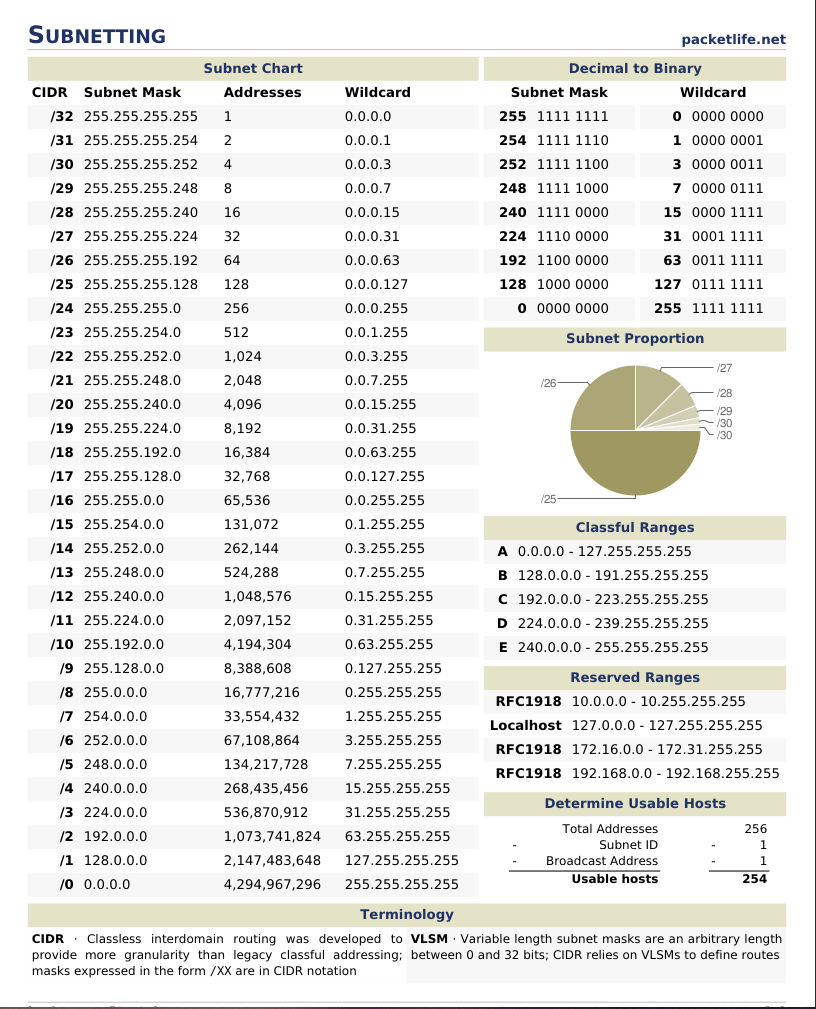 SUBNETTING
packetlife.net
Subnet Chart
CIDR Subnet Mask Addresses Wildcard
/32 255.255.255.255 1 0.0.0.0
/31 255.255.255.254 2 0.0.0.1
/30 255.255.255.252 4 0.0.0.3
/29 255.255.255.248 8 0.0.0.7
/28 255.255.255.240 16 0.0.0.15
/27 255.255.255.224 32 0.0.0.31
/26 255.255.255.192 64 0.0.0.63
/25 255.255.255.128 128 0.0.0.127
/24 255.255.255.0 256 0.0.0.255
/23 255.255.254.0 512 0.0.1.255
/22 255.255.252.0 1,024 0.0.3.255
/21 255.255.248.0 2,048 0.0.7.255
/20 255.255.240.0 4,096 0.0.15.255
/19 255.255.224.0 8,192 0.0.31.255
/18 255.255.192.0 16,384 0.0.63.255
/17 255.255.128.0 32,768 0.0.127.255
/16 255.255.0.0 65,536 0.0.255.255
/15 255.254.0.0 131,072 0.1.255.255
/14 255.252.0.0 262,144 0.3.255.255
/13 255.248.0.0 524,288 0.7.255.255
/12 255.240.0.0 1,048,576 0.15.255.255
/11 255.224.0.0 2,097,152 0.31.255.255
/10 255.192.0.0 4,194,304 0.63.255.255
/9 255.128.0.0 8,388,608 0.127.255.255
/8 255.0.0.0 16,777,216 0.255.255.255
/7 254.0.0.0 33,554,432 1.255.255.255
/6 252.0.0.0 67,108,864 3.255.255.255
/5 248.0.0.0 134,217,728 7.255.255.255
/4 240.0.0.0 268,435,456 15.255.255.255
/3 224.0.0.0 536,870,912 31.255.255.255
/2 192.0.0.0 1,073,741,824 63.255.255.255
/1 128.0.0.0 2,147,483,648 127.255.255.255
/0 0.0.0.0 4,294,967,296 255.255.255.255
Decimal to Binary
Subnet Mask Wildcard
255 1111 1111 0 0000 0000
254 1111 1110 1 0000 0001
252 1111 1100 3 0000 0011
248 1111 1000 7 0000 0111
240 1111 0000 15 0000 1111
224 1110 0000 31 0001 1111
192 1100 0000 63 0011 1111
128 1000 0000 127 0111 1111
0 0000 0000 255 1111 1111
Subnet Proportion
/27
/26
/28
/29
/30
/30
/25
Classful Ranges
A 0.0.0.0 - 127.255.255.255
B 128.0.0.0 - 191.255.255.255
C 192.0.0.0 - 223.255.255.255
D 224.0.0.0 - 239.255.255.255
E 240.0.0.0 - 255.255.255.255
Reserved Ranges
RFC1918 10.0.0.0 - 10.255.255.255
Localhost 127.0.0.0 - 127.255.255.255
RFC1918 172.16.0.0 - 172.31.255.255
RFC1918 192.168.0.0 - 192.168.255.255
Determine Usable Hosts
Total Addresses 256
- Subnet ID - 1
- Broadcast Address - 1
Usable hosts 254
Terminology
CIDR · Classless interdomain routing was developed to
provide more granularity than legacy classful addressing;
masks expressed in the form /XX are in CIDR notation
VLSM · Variable length subnet masks are an arbitrary length
between 0 and 32 bits; CIDR relies on VLSMs to define routes